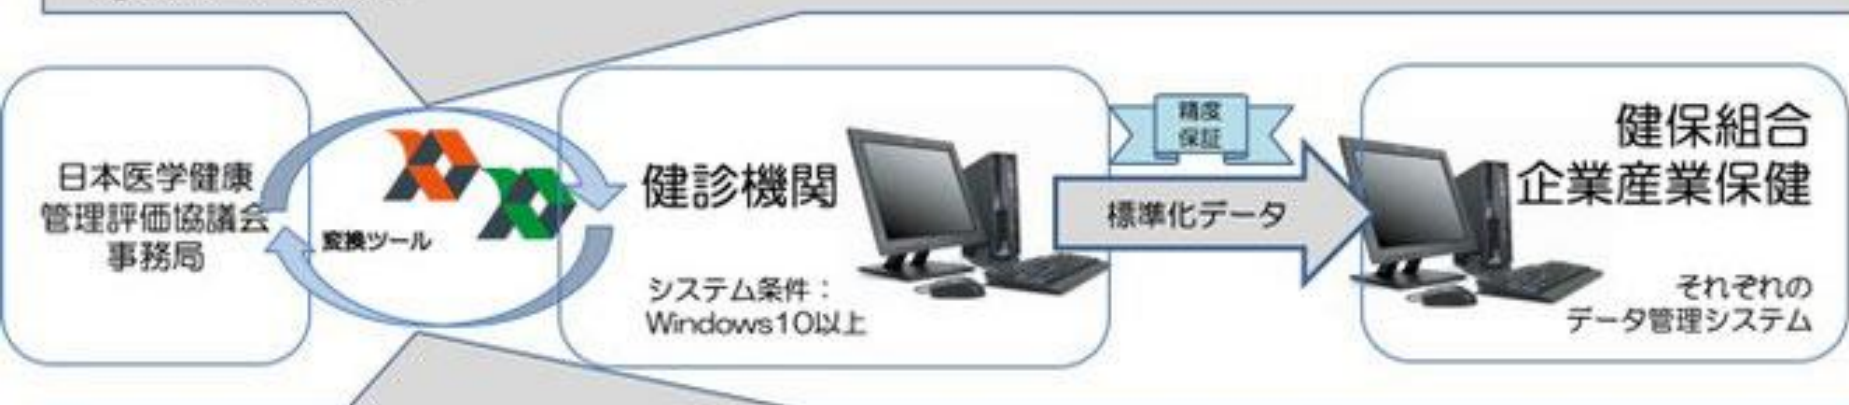 日本医学健康
管理評価協議会
事務局
変換ツール
健診機関
システム条件：
Windows10以上
精度
保証
標準化データ
健保組合
企業産業保健
それぞれの
データ管理システム